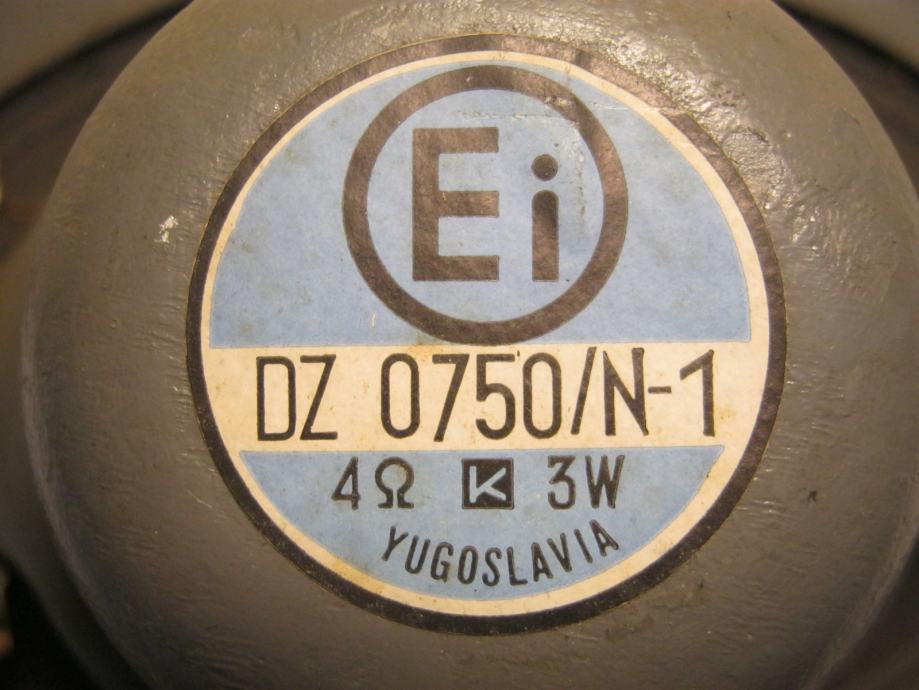 Ei
DZ 0750/N-1
4Ω K 3W
YUGOSLAVIA